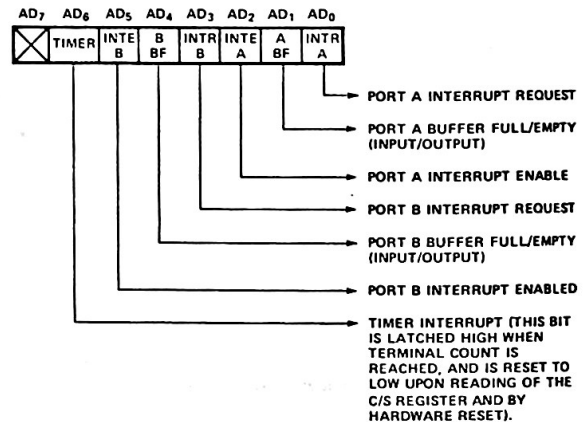 AD7 AD6 AD5 AD4 AD3 AD2 AD1 AD0
TIMER INTE B B BF INTR B INTE A A BF INTR A
PORT A INTERRUPT REQUEST
PORT A BUFFER FULL/EMPTY
(INPUT/OUTPUT)
PORT A INTERRUPT ENABLE
PORT B INTERRUPT REQUEST
PORT B BUFFER FULL/EMPTY
(INPUT/OUTPUT)
PORT B INTERRUPT ENABLED
TIMER INTERRUPT (THIS BIT
IS LATCHED HIGH WHEN
TERMINAL COUNT IS
REACHED, AND IS RESET TO
LOW UPON READING OF THE
C/S REGISTER AND BY
HARDWARE RESET).